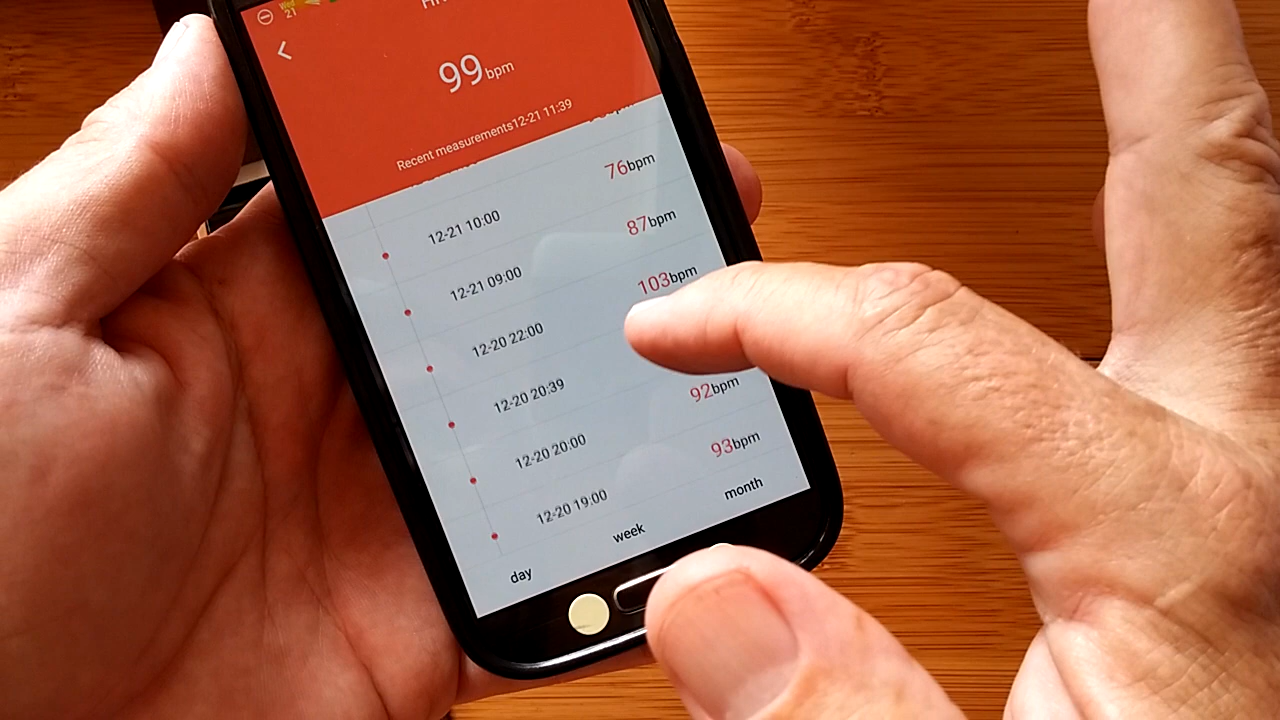 21
99bpm
Recent measurements12-21 11:39
12-21 10:00 76bpm
12-21 09:00 87bpm
12-20 22:00 103bpm
12-20 20:39
12-20 20:00 92bpm
12-20 19:00 93bpm
day week month